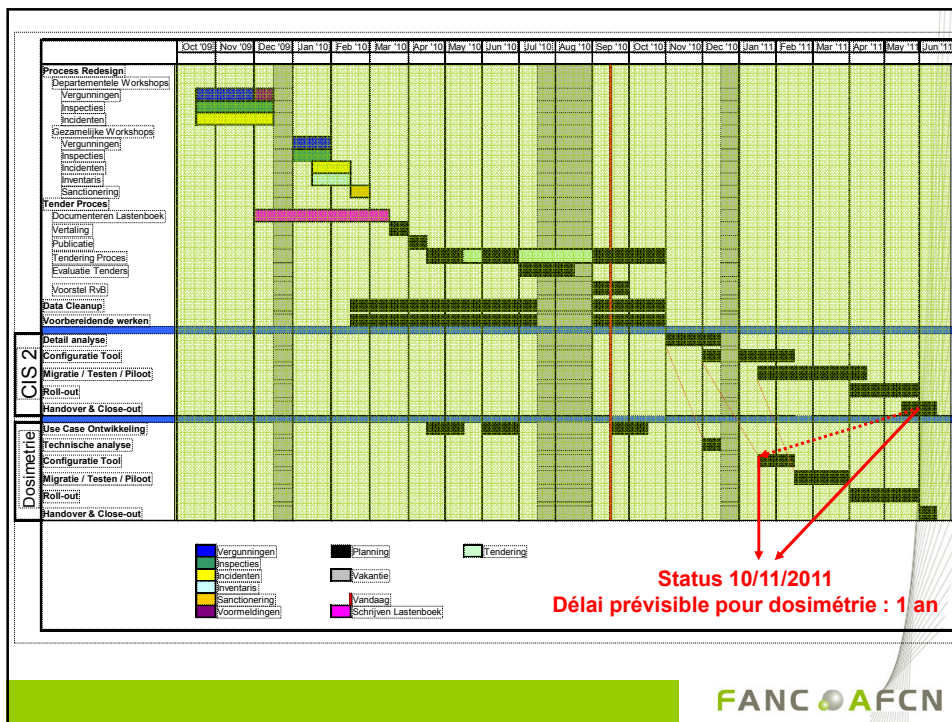 Oct '09 Nov '09 Dec '09 Jan '10 Feb '10 Mar '10 Apr '10 May '10 Jun '10 Jul '10 Aug '10 Sep '10 Oct '10 Nov '10 Dec '10 Jan '11 Feb '11 Mar '11 Apr '11 May '11 Jun '11
Process Redesign
Departementele Workshops
Vergunningen
Inspecties
Incidenten
Gezamelijke Workshops
Vergunningen
Inspecties
Incidenten
Inventaris
Sanctionering
Tender Proces
Documenteren Lastenboek
Vertaling
Publicatie
Tendering Proces
Evaluatie Tenders
Voorstel RvB
Data Cleanup
Voorbereidende werken
CIS 2
Detail analyse
Configuratie Tool
Migratie / Testen / Piloot
Roll-out
Handover & Close-out
Dosimetrie
Use Case Ontwikkeling
Technische analyse
Configuratie Tool
Migratie / Testen / Piloot
Roll-out
Handover & Close-out
Vergunningen Planning Tendering
Inspecties
Incidenten Vakantie
Inventaris
Sanctionering Vandaag
Voormeldingen Schrijven Lastenboek
Status 10/11/2011
Délai prévisible pour dosimétrie : 1 an
FANC AFCN